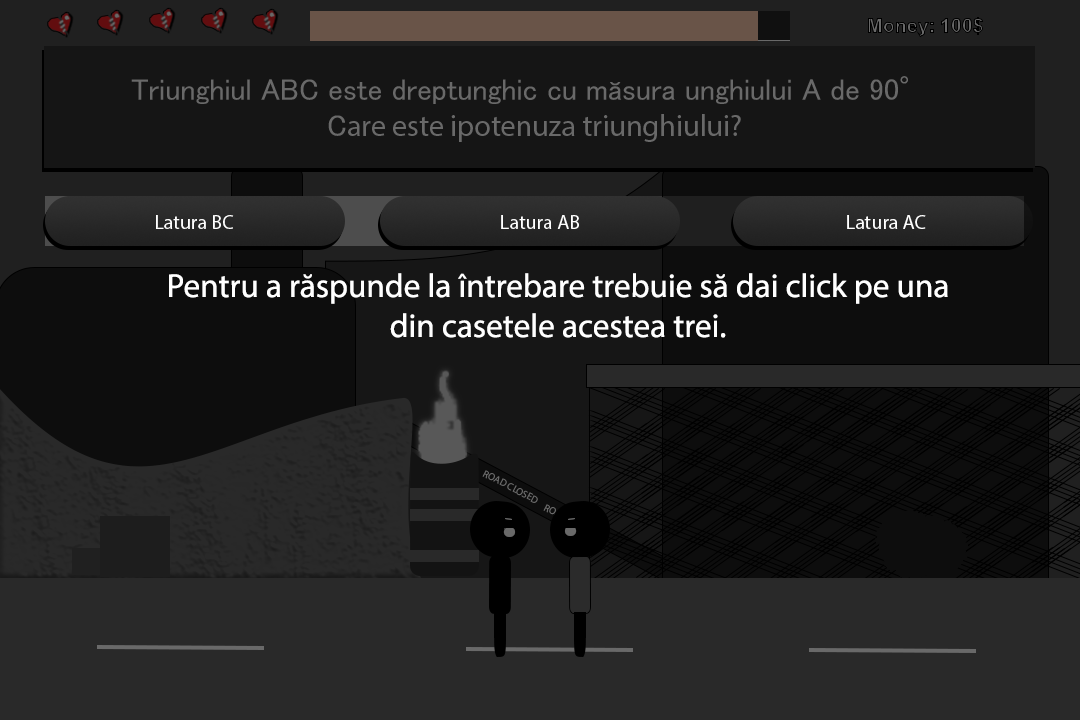 Money: 100$
Triunghiul ABC este dreptunghic cu măsura unghiului A de 90°
Care este ipotenuza triunghiului?
Latura BC
Latura AB
Latura AC
Pentru a răspunde la întrebare trebuie să dai click pe una
din casetele acestea trei.
ROAD CLOSED RO